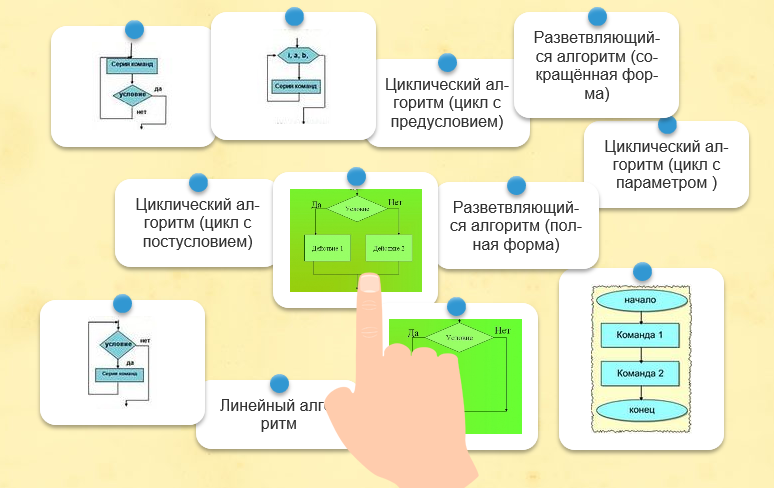 Серия команд
условие
да
нет
i, a, b,
Серия команд
Циклический ал-
горитм (цикл с
предусловием)
Разветвляющий-
ся алгоритм (со-
кращённая фор-
ма)
Циклический ал-
горитм (цикл с
параметром )
Циклический ал-
горитм (цикл с
постусловием)
Да
Нет
Условие
Действие 1
Действие 2
Разветвляющий-
ся алгоритм (пол-
ная форма)
условие
нет
да
Серия команд
Линейный алго
ритм
Да
Нет
Условие
начало
Команда 1
Команда 2
конец